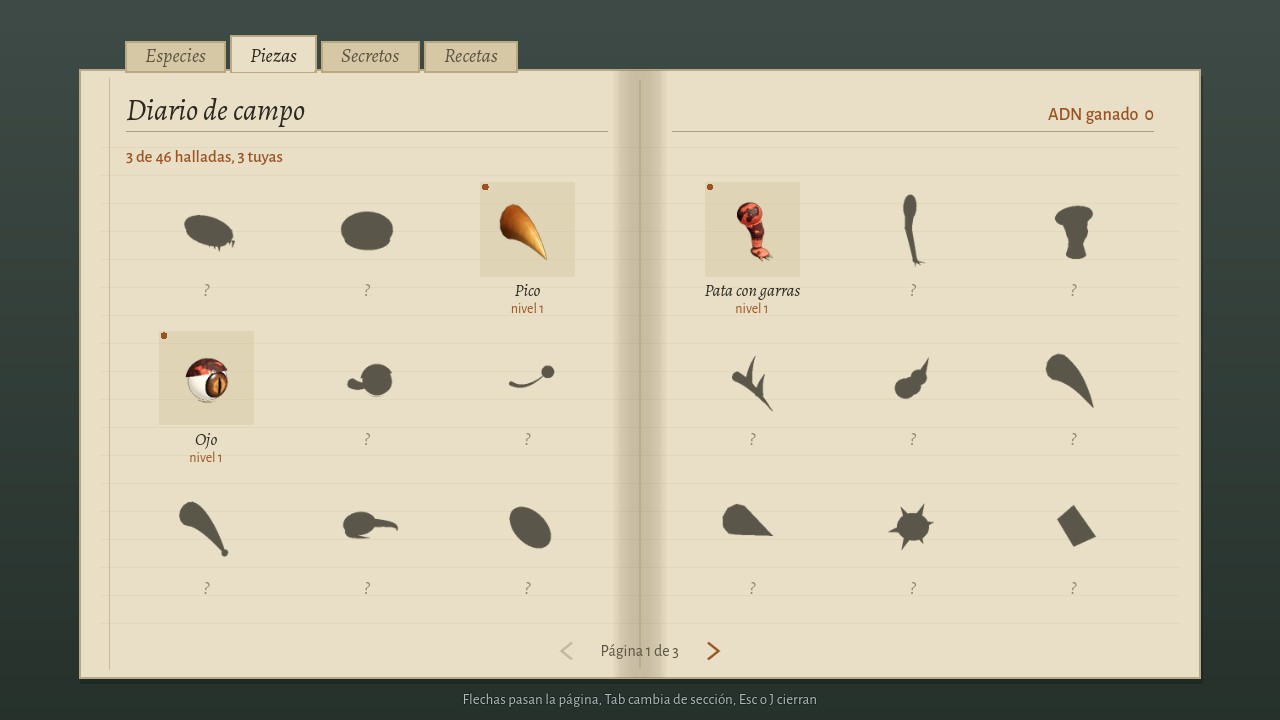 Especies
Piezas
Secretos
Recetas
Diario de campo
ADN ganado 0
3 de 46 halladas, 3 tuyas
?
?
Pico
nivel 1
Pata con garras
nivel 1
?
?
Ojo
nivel 1
?
?
?
?
?
?
?
?
?
?
?
Página 1 de 3
Flechas pasan la página, Tab cambia de sección, Esc o J cierran